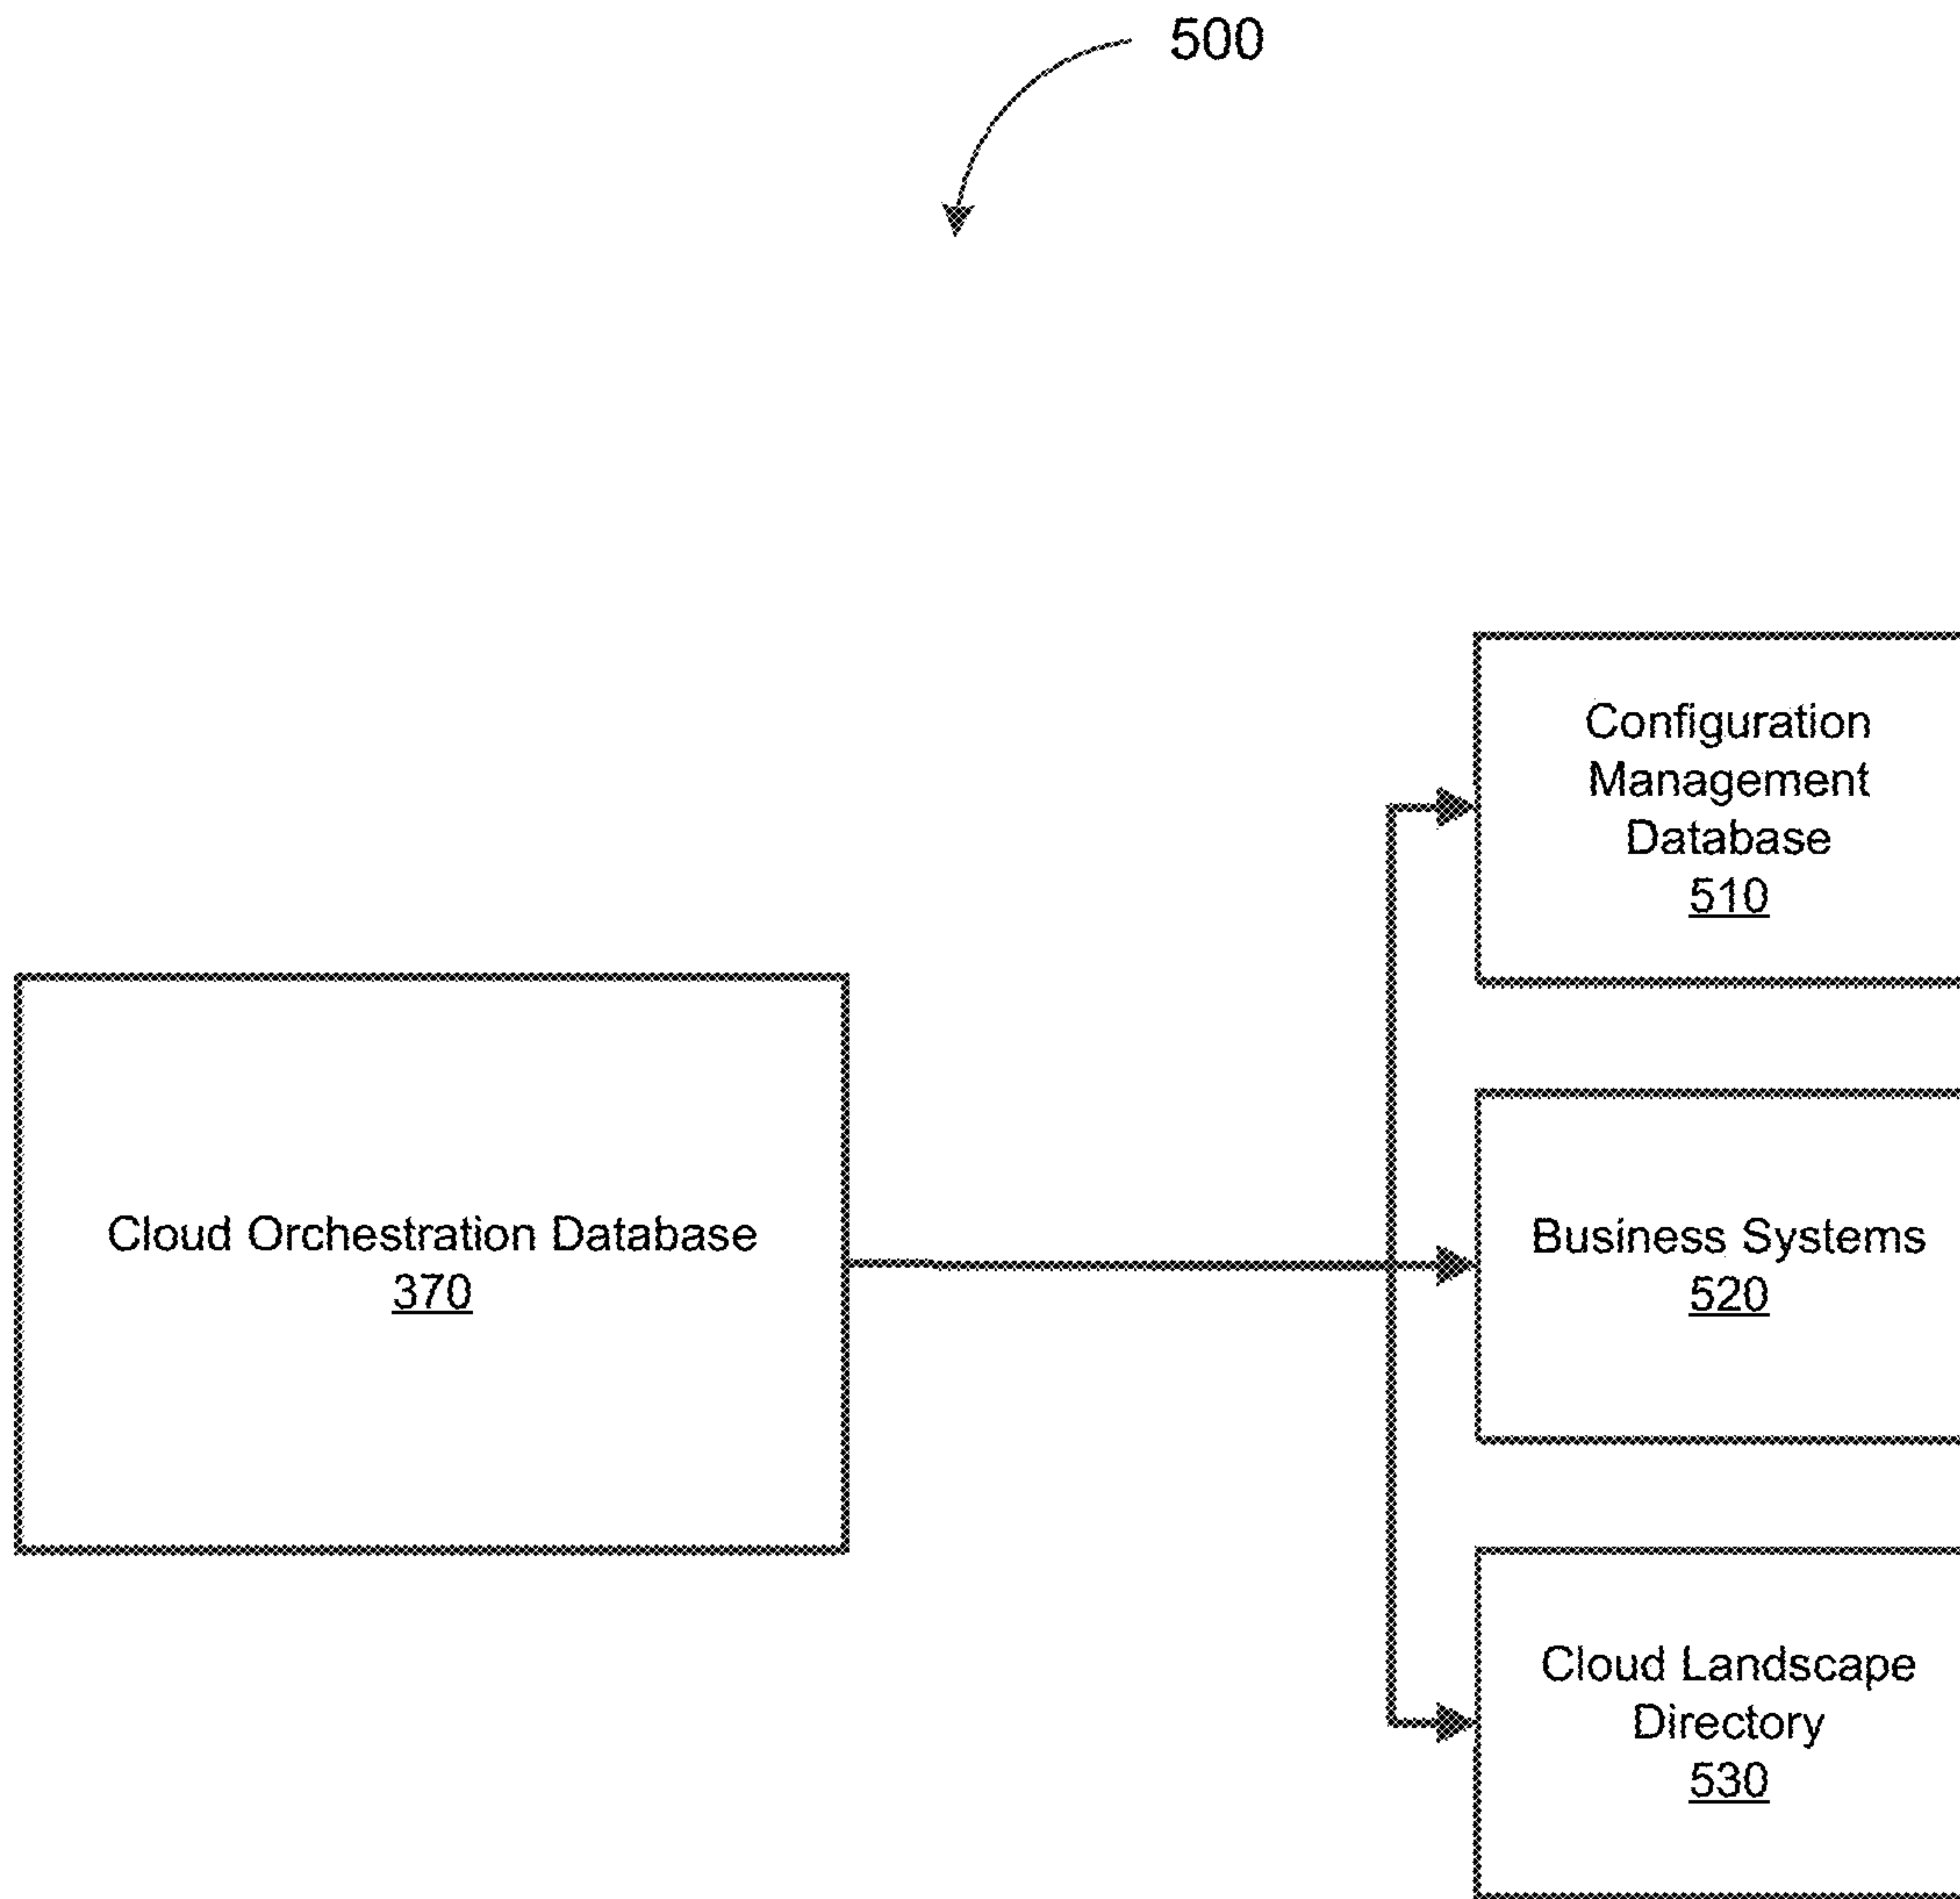 500
Configuration
Management
Database
510
Cloud Orchestration Database
370
Business Systems
520
Cloud Landscape
Directory
530